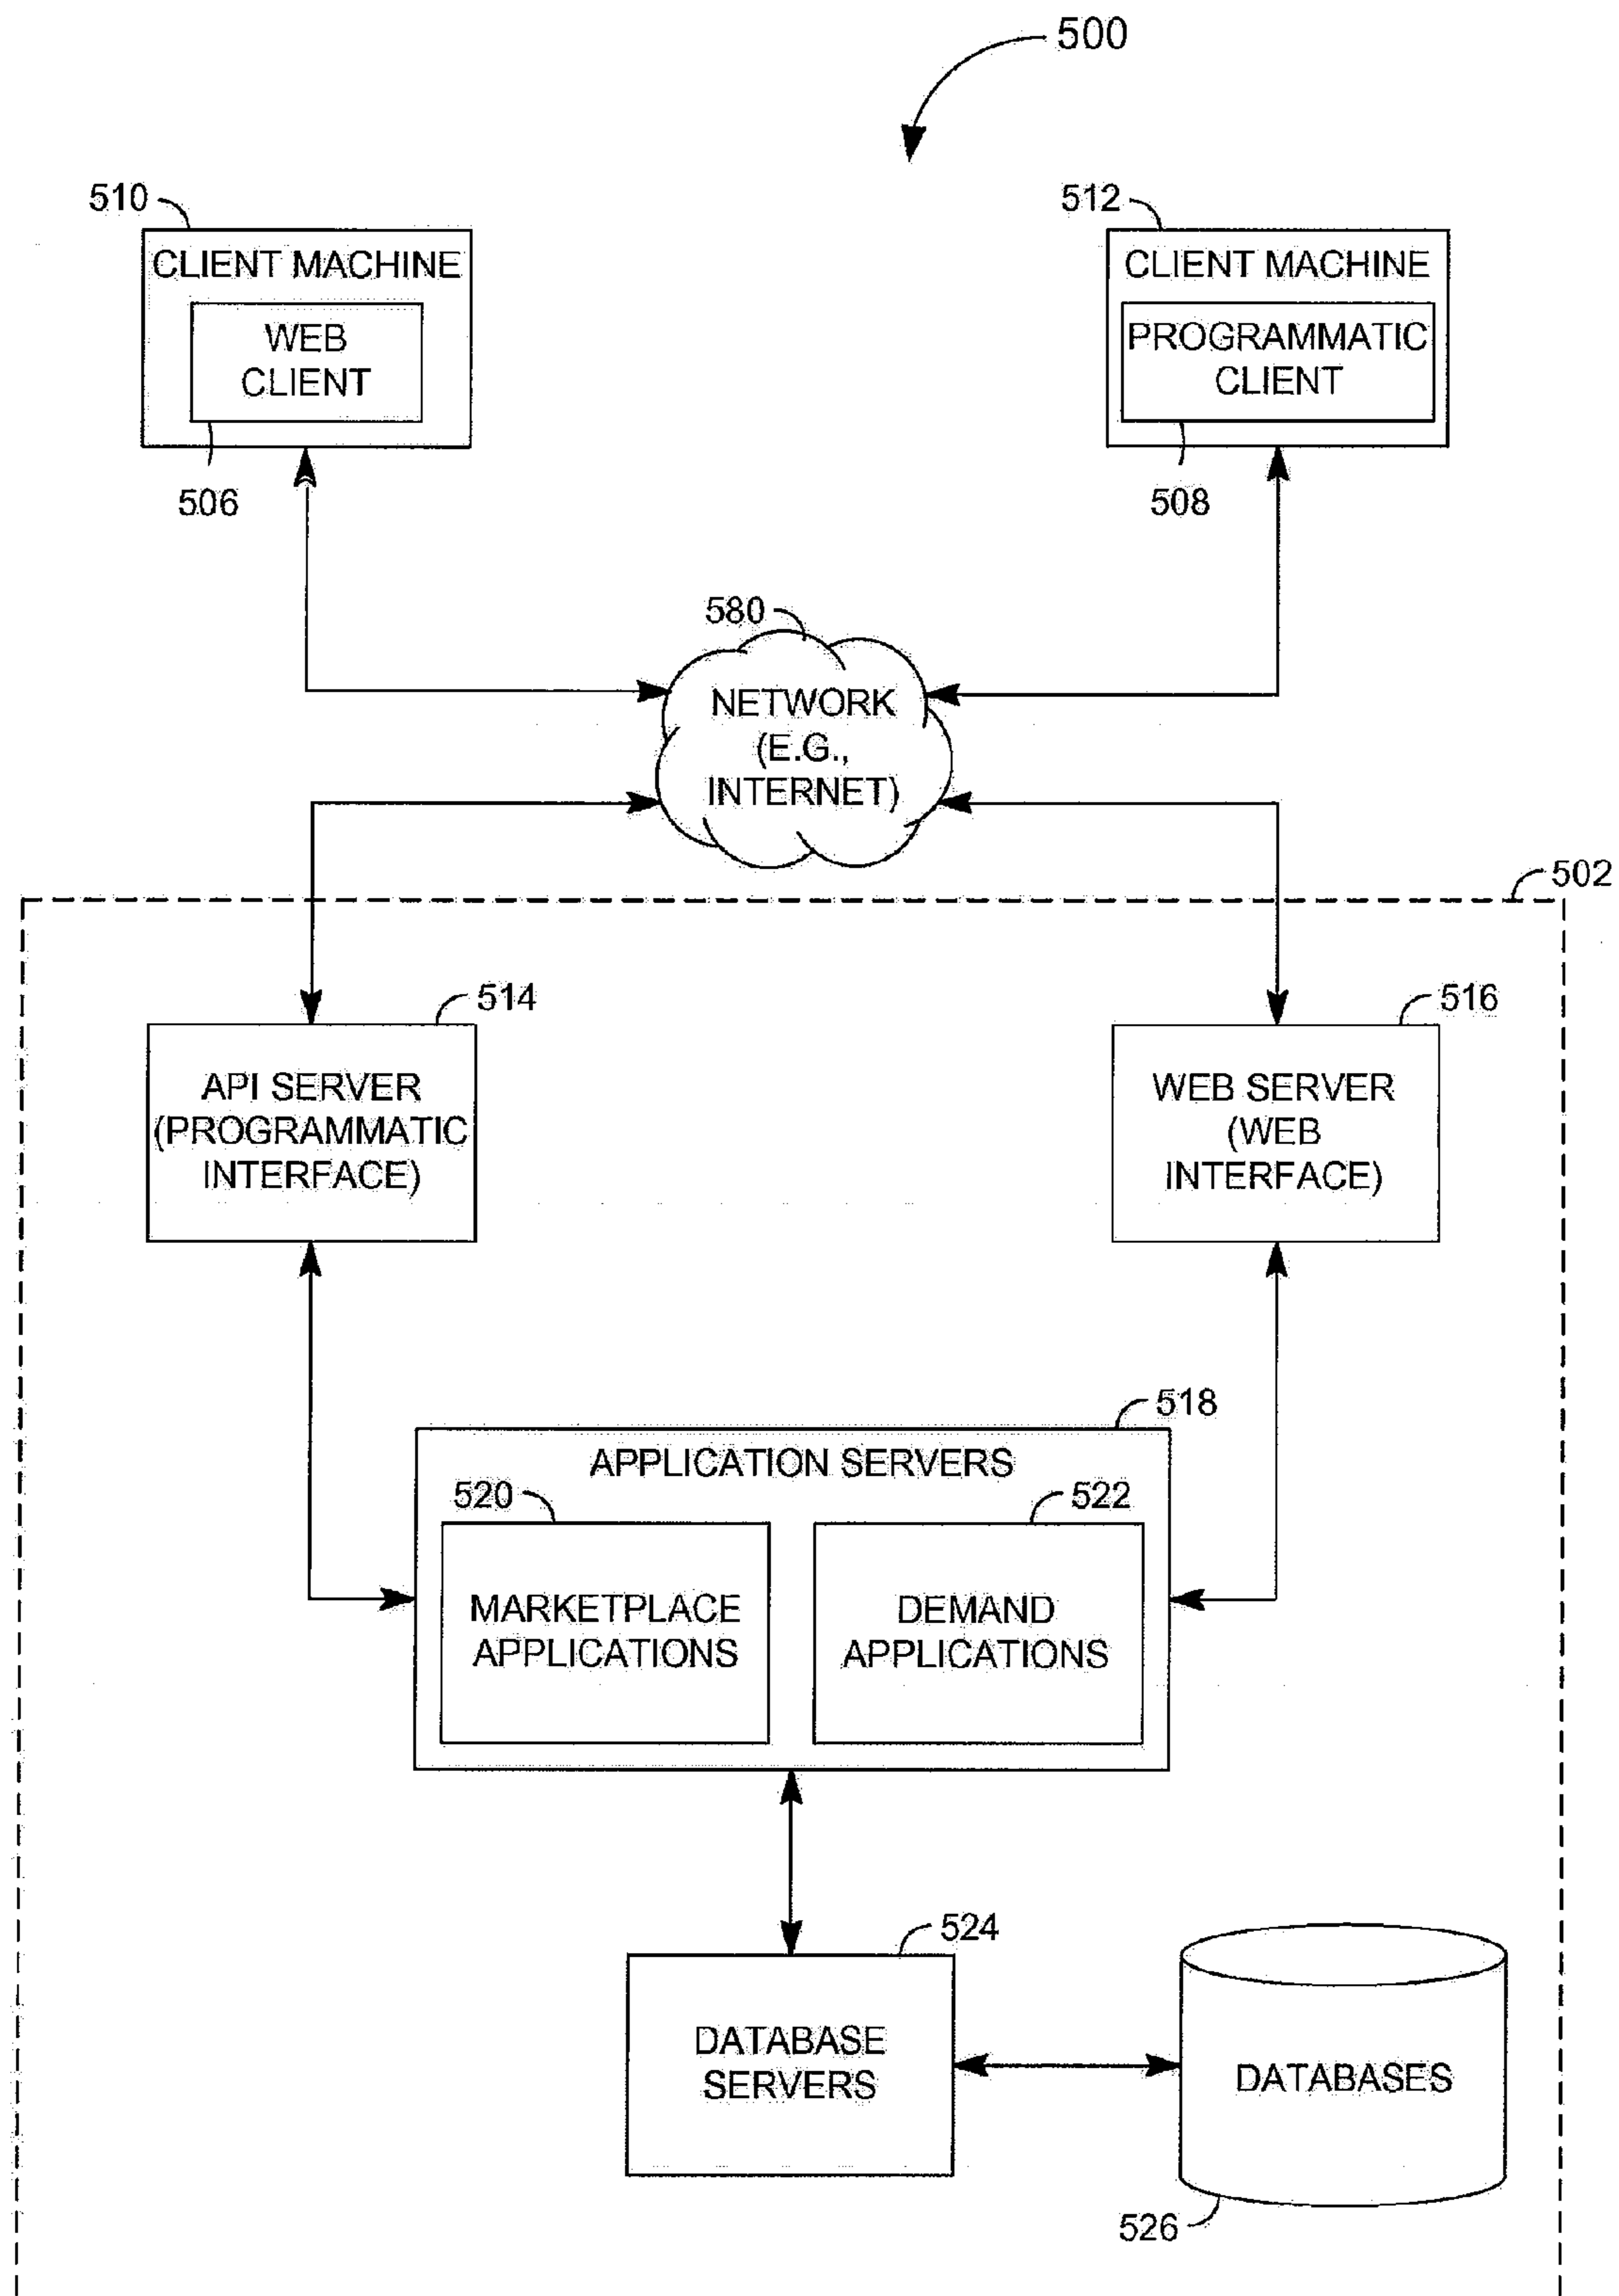 500
510
512
CLIENT MACHINE
WEB
CLIENT
506
CLIENT MACHINE
PROGRAMMATIC
CLIENT
508
580
NETWORK
(E.G.,
INTERNET)
502
514
API SERVER
(PROGRAMMATIC
INTERFACE)
516
WEB SERVER
(WEB
INTERFACE)
518
APPLICATION SERVERS
520
MARKETPLACE
APPLICATIONS
522
DEMAND
APPLICATIONS
524
DATABASE
SERVERS
DATABASES
526